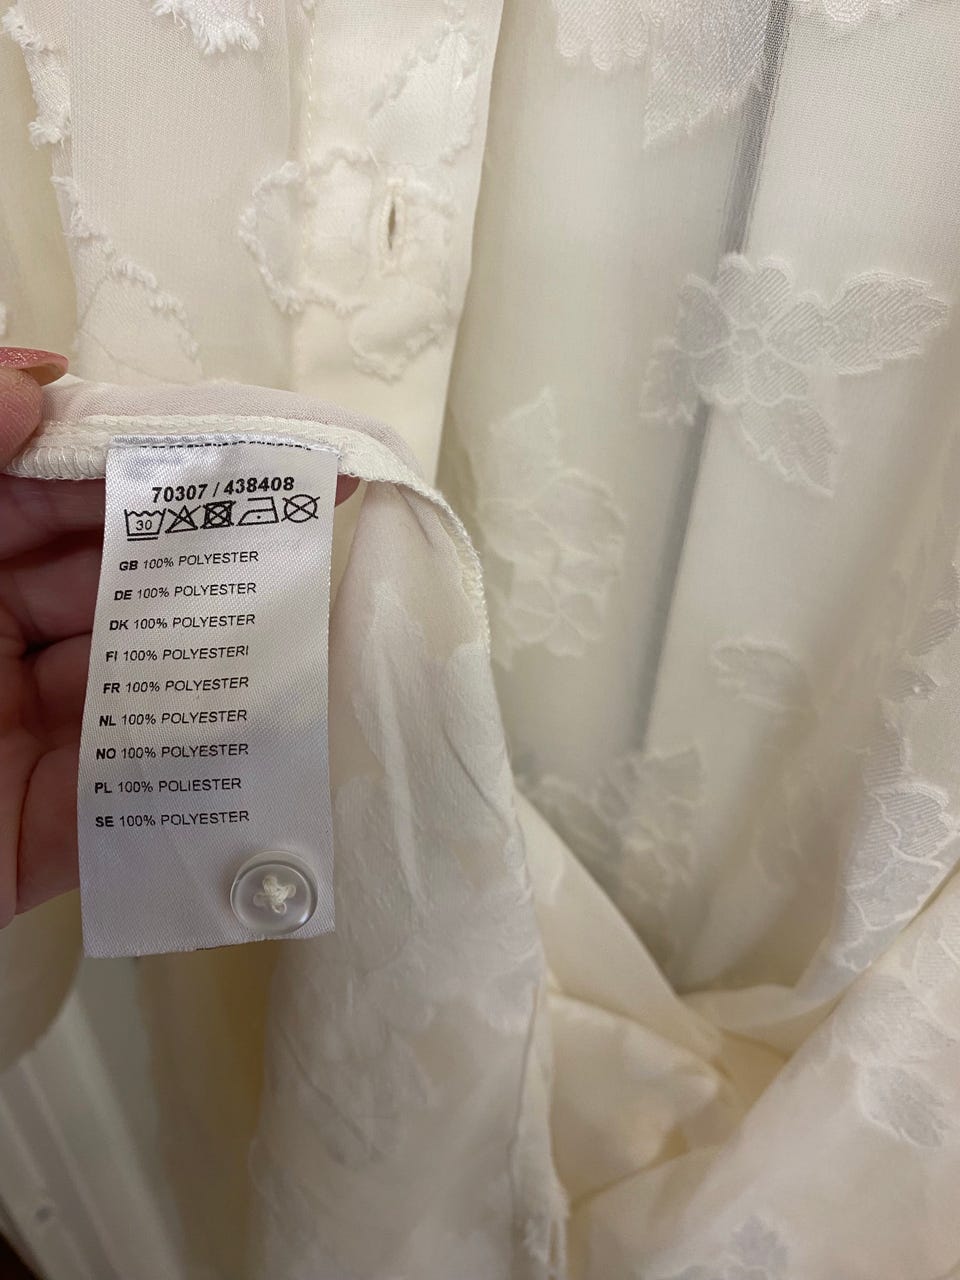 70307 / 438408
30
GB 100% POLYESTER
DE 100% POLYESTER
DK 100% POLYESTER
FI 100% POLYESTERI
FR 100% POLYESTER
NL 100% POLYESTER
NO 100% POLYESTER
PL 100% POLIESTER
SE 100% POLYESTER